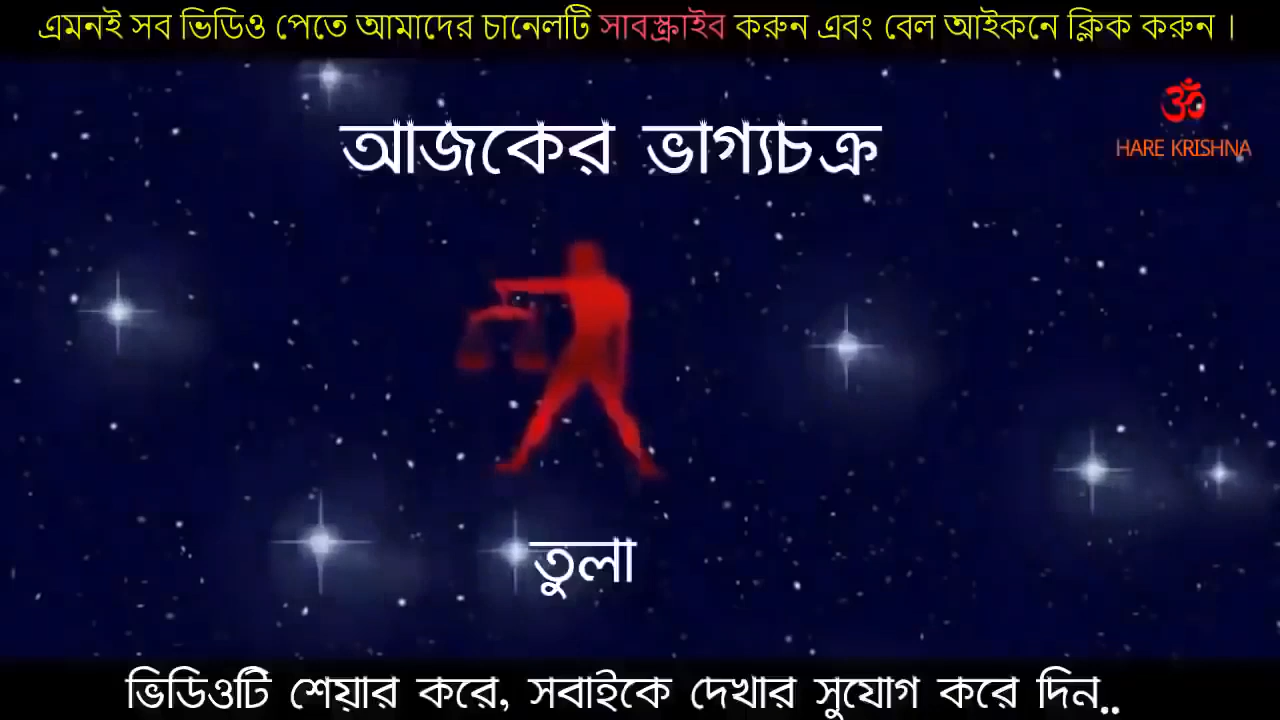 এমনই সব ভিডিও পেতে আমাদের চানেলটি সাবস্ক্রাইব করুন এবং বেল আইকনে ক্লিক করুন।
আজকের ভাগ্যচক্র
ॐ
HARE KRISHNA
তুলা
ভিডিওটি শেয়ার করে, সবাইকে দেখার সুযোগ করে দিন..